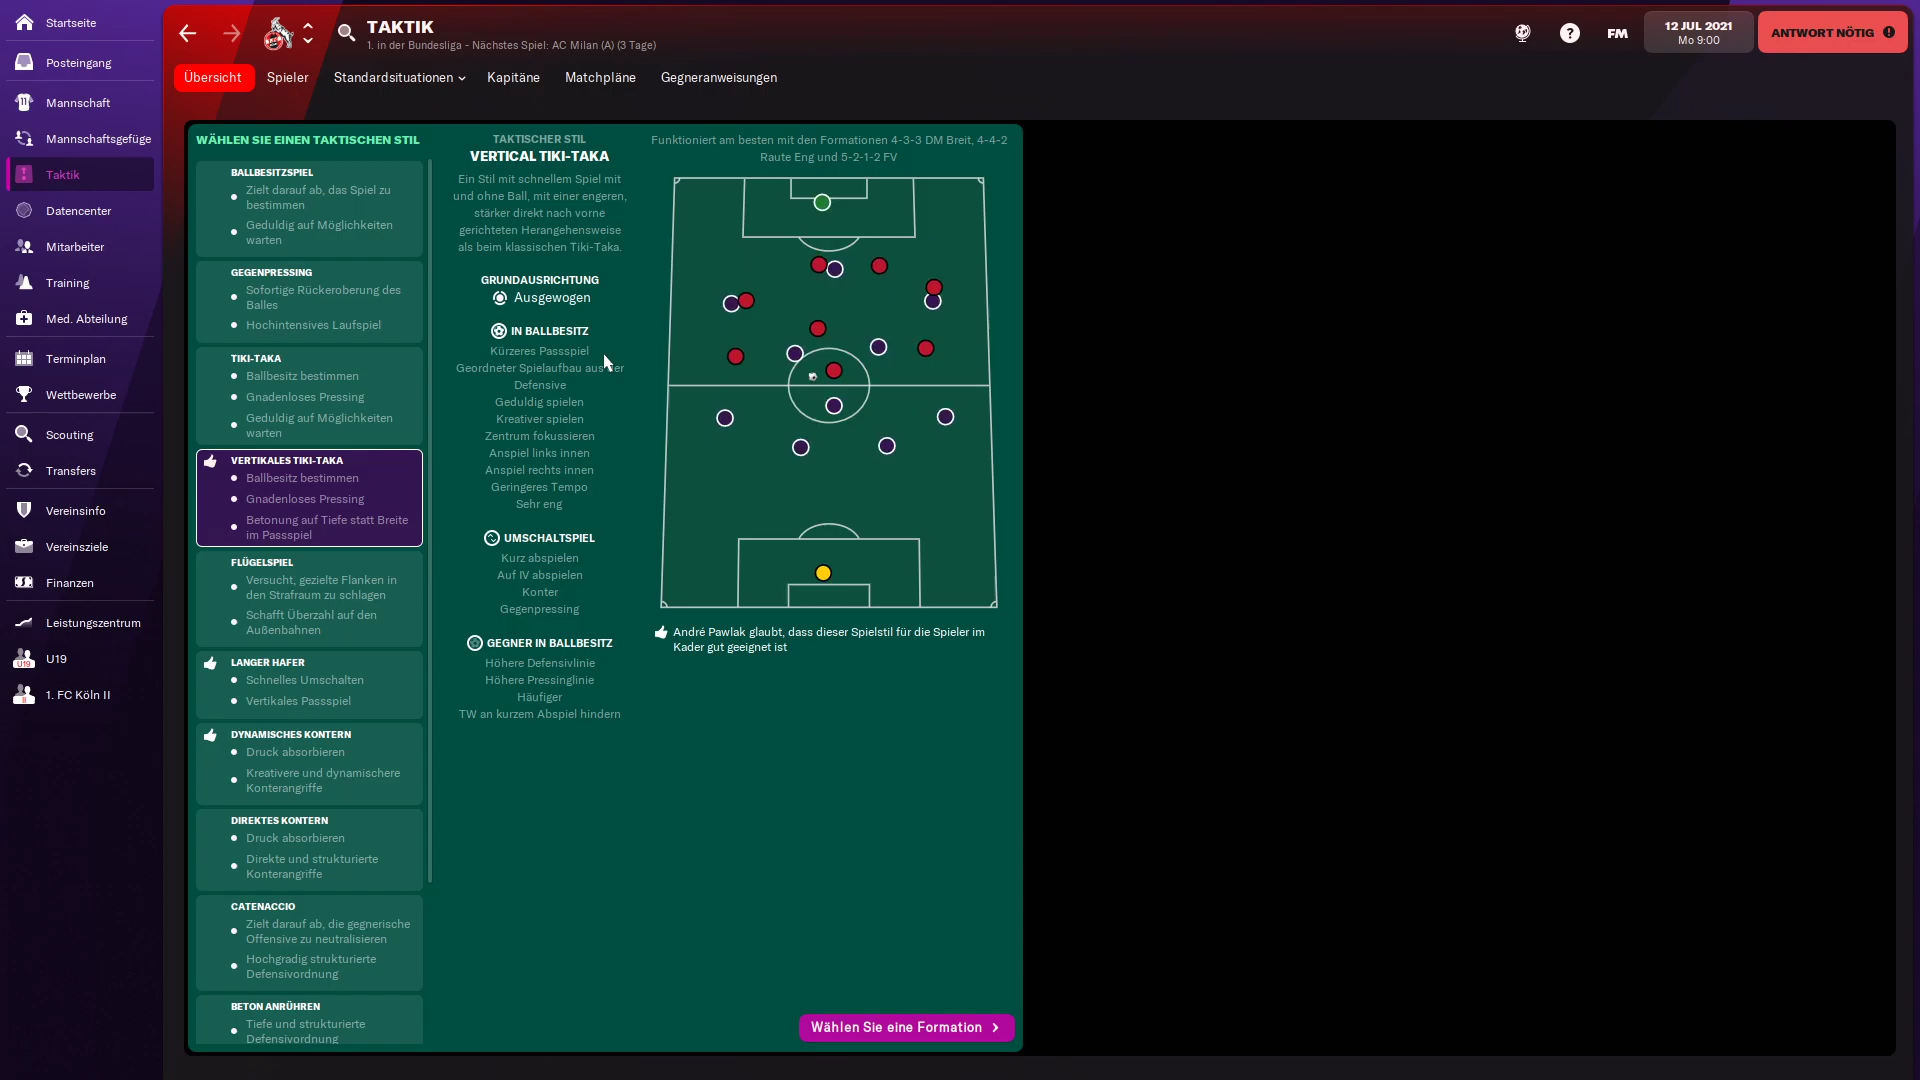 Startseite
Posteingang
Mannschaft
Mannschaftsgefüge
Taktik
Datencenter
Mitarbeiter
Training
Med. Abteilung
Terminplan
Wettbewerbe
Scouting
Transfers
Vereinsinfo
Vereinsziele
Finanzen
Leistungszentrum
U19
U19
1. FC Köln II
TAKTIK
1. in der Bundesliga - Nächstes Spiel: AC Milan (A) (3 Tage)
FM
12 JUL 2021
Mo 9:00
ANTWORT NÖTIG
Übersicht
Spieler
Standardsituationen
Kapitäne
Matchpläne
Gegneranweisungen
WÄHLEN SIE EINEN TAKTISCHEN STIL
BALLBESITZSPIEL
Zielt darauf ab, das Spiel zu
bestimmen
Geduldig auf Möglichkeiten
warten
GEGENPRESSING
Sofortige Rückeroberung des
Balles
Hochintensives Laufspiel
TIKI-TAKA
Ballbesitz bestimmen
Gnadenloses Pressing
Geduldig auf Möglichkeiten
warten
VERTIKALES TIKI-TAKA
Ballbesitz bestimmen
Gnadenloses Pressing
Betonung auf Tiefe statt Breite
im Passspiel
FLÜGELSPIEL
Versucht, gezielte Flanken in
den Strafraum zu schlagen
Schafft Überzahl auf den
Außenbahnen
LANGER HAFER
Schnelles Umschalten
Vertikales Passspiel
DYNAMISCHES KONTERN
Druck absorbieren
Kreativere und dynamischere
Konterangriffe
DIREKTES KONTERN
Druck absorbieren
Direkte und strukturierte
Konterangriffe
CATENACCIO
Zielt darauf ab, die gegnerische
Offensive zu neutralisieren
Hochgradig strukturierte
Defensivordnung
BETON ANRÜHREN
Tiefe und strukturierte
Defensivordnung
TAKTISCHER STIL
VERTICAL TIKI-TAKA
Ein Stil mit schnellem Spiel mit
und ohne Ball, mit einer engeren,
stärker direkt nach vorne
gerichteten Herangehensweise
als beim klassischen Tiki-Taka.
GRUNDAUSRICHTUNG
Ausgewogen
IN BALLBESITZ
Kürzeres Passspiel
Geordneter Spielaufbau aus der
Defensive
Geduldig spielen
Kreativer spielen
Zentrum fokussieren
Anspiel links innen
Anspiel rechts innen
Geringeres Tempo
Sehr eng
UMSCHALTSPIEL
Kurz abspielen
Auf IV abspielen
Konter
Gegenpressing
GEGNER IN BALLBESITZ
Höhere Defensivlinie
Höhere Pressinglinie
Häufiger
TW an kurzem Abspiel hindern
Funktioniert am besten mit den Formationen 4-3-3 DM Breit, 4-4-2
Raute Eng und 5-2-1-2 FV
André Pawlak glaubt, dass dieser Spielstil für die Spieler im
Kader gut geeignet ist
Wählen Sie eine Formation